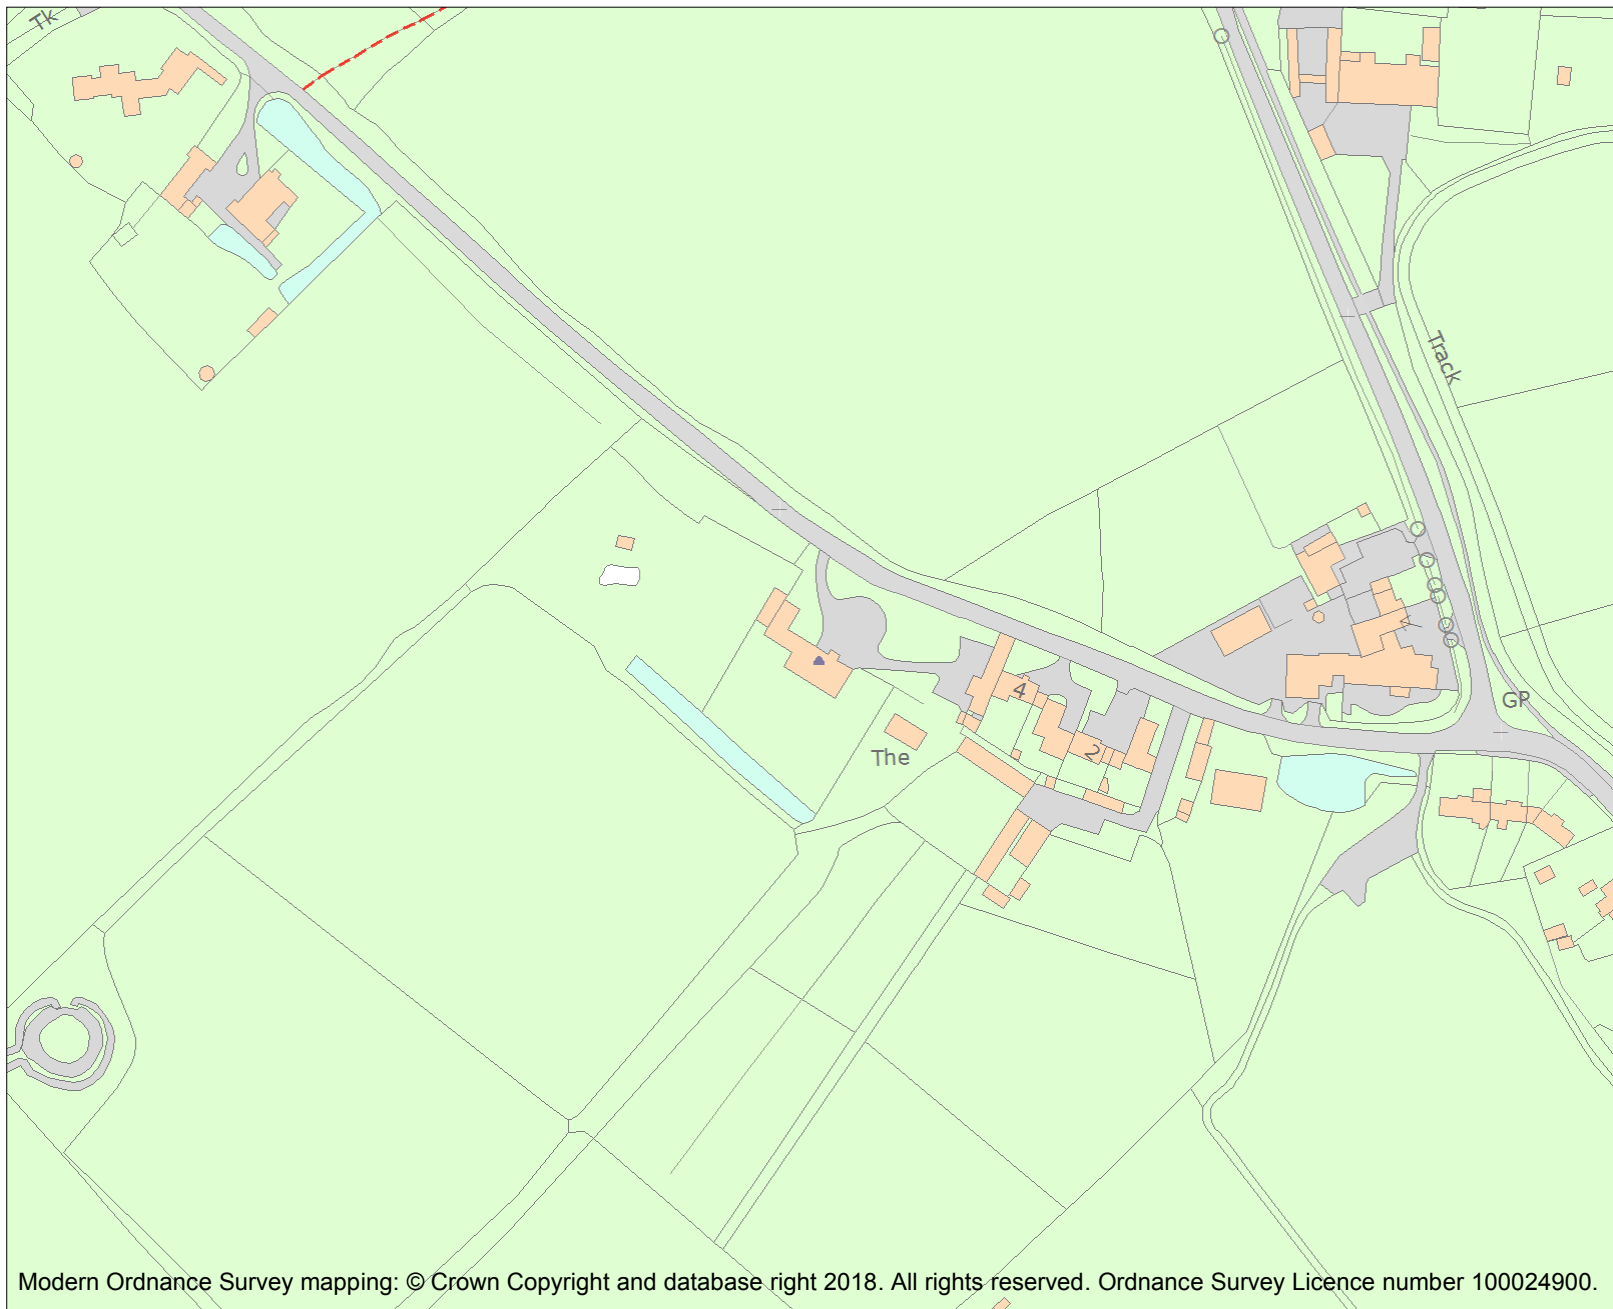 Tk
Track
4
GP
2
The
Modern Ordnance Survey mapping: © Crown Copyright and database right 2018. All rights reserved. Ordnance Survey Licence number 100024900.